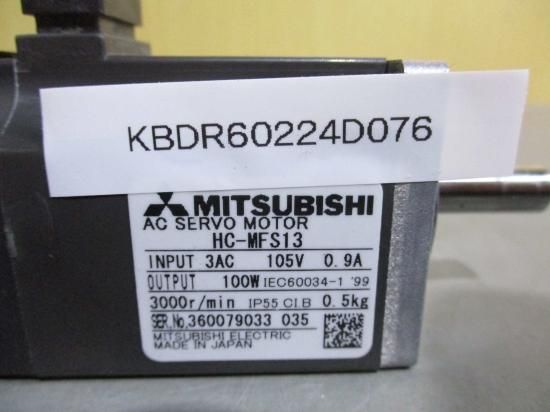 KBDR60224D076
MITSUBISHI
AC SERVO MOTOR
HC-MFS13
INPUT 3AC 105V 0.9A
OUTPUT 100W IEC60034-1 '99
3000r/min IP55 CI.B 0.5kg
SER.No.360079033 035
MITSUBISHI ELECTRIC
MADE IN JAPAN